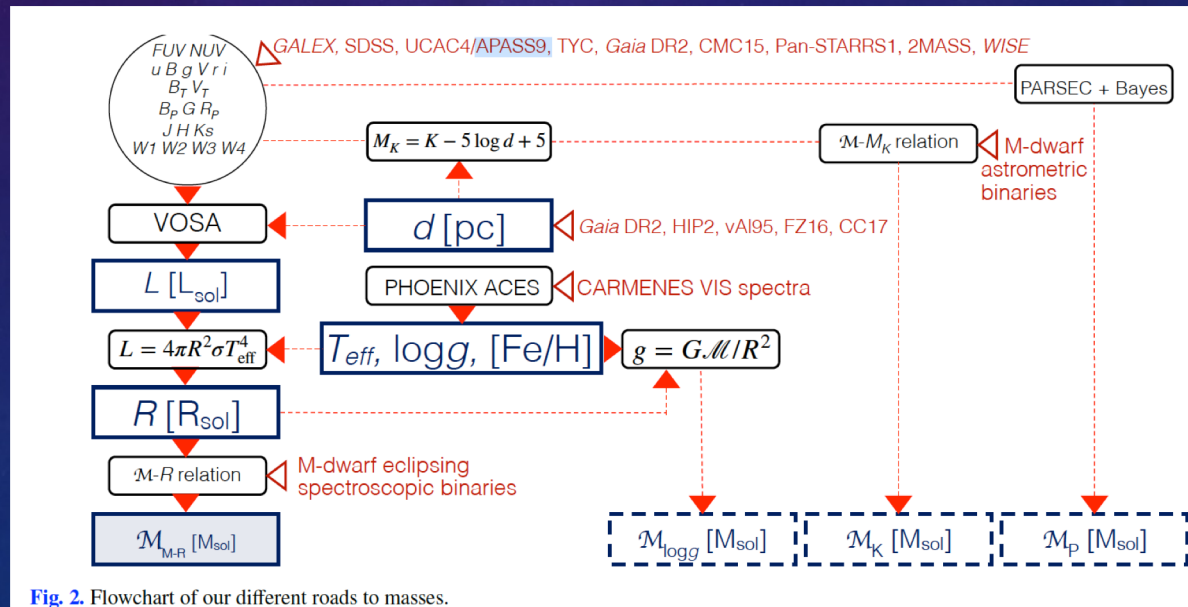 FUV NUV
u B g V r i
B_T V_T
B_P G R_P
J H Ks
W1 W2 W3 W4
GALEX, SDSS, UCAC4/APASS9, TYC, Gaia DR2, CMC15, Pan-STARRS1, 2MASS, WISE
PARSEC + Bayes
M_K = K − 5 log d + 5
ℳ-M_K relation
M-dwarf
astrometric
binaries
VOSA
d [pc]
Gaia DR2, HIP2, vAl95, FZ16, CC17
L [L_sol]
PHOENIX ACES
CARMENES VIS spectra
L = 4πR²σT⁴_eff
T_eff, log g, [Fe/H]
g = Gℳ/R²
R [R_sol]
ℳ-R relation
M-dwarf eclipsing
spectroscopic binaries
ℳ_M-R [M_sol]
ℳ_logg [M_sol]
ℳ_K [M_sol]
ℳ_P [M_sol]
Fig. 2. Flowchart of our different roads to masses.